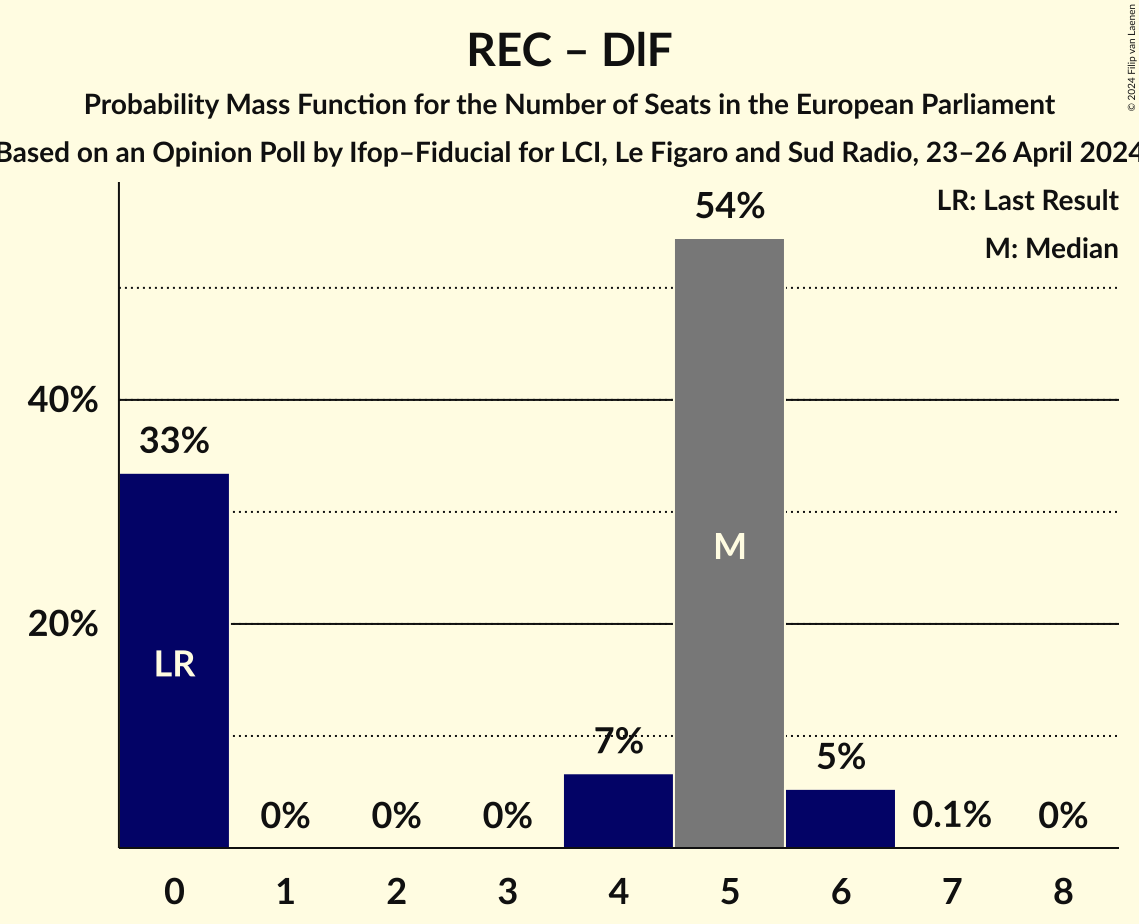 REC – DIF
Probability Mass Function for the Number of Seats in the European Parliament
Based on an Opinion Poll by Ifop–Fiducial for LCI, Le Figaro and Sud Radio, 23–26 April 2024
© 2024 Filip van Laenen
LR: Last Result
M: Median
54%
40%
33%
M
20%
LR
7%
5%
0%
0%
0%
0.1%
0%
0
1
2
3
4
5
6
7
8